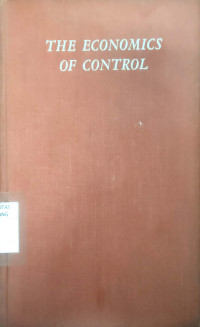 THE ECONOMICS
OF CONTROL